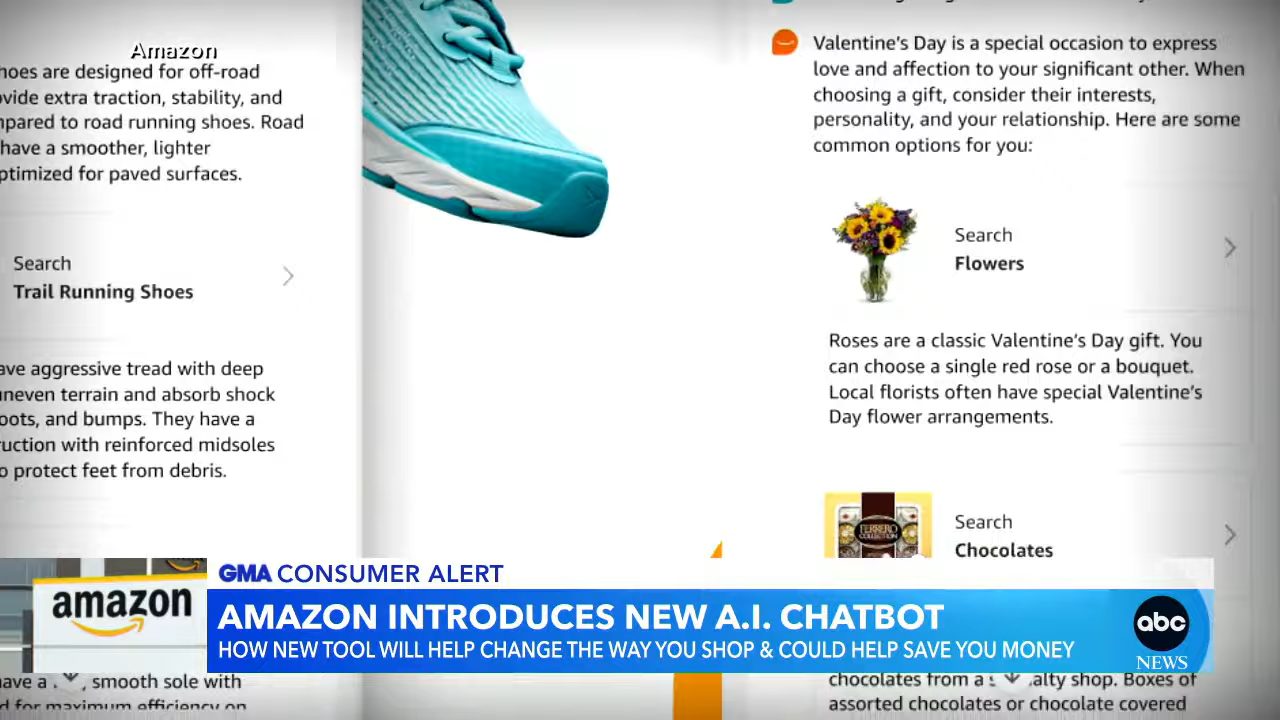 Amazon
hoes are designed for off-road
ovide extra traction, stability, and
mpared to road running shoes. Road
have a smoother, lighter
ptimized for paved surfaces.
Search
Trail Running Shoes
ave aggressive tread with deep
uneven terrain and absorb shock
oots, and bumps. They have a
ruction with reinforced midsoles
o protect feet from debris.
Valentine's Day is a special occasion to express
love and affection to your significant other. When
choosing a gift, consider their interests,
personality, and your relationship. Here are some
common options for you:
Search
Flowers
Roses are a classic Valentine's Day gift. You
can choose a single red rose or a bouquet.
Local florists often have special Valentine's
Day flower arrangements.
FERRERO
COLLECTION
Search
Chocolates
GMA CONSUMER ALERT
amazon
AMAZON INTRODUCES NEW A.I. CHATBOT
HOW NEW TOOL WILL HELP CHANGE THE WAY YOU SHOP & COULD HELP SAVE YOU MONEY
abc
NEWS
have a , smooth sole with
d for maximum efficiency on
chocolates from a alty shop. Boxes of
assorted chocolates or chocolate covered